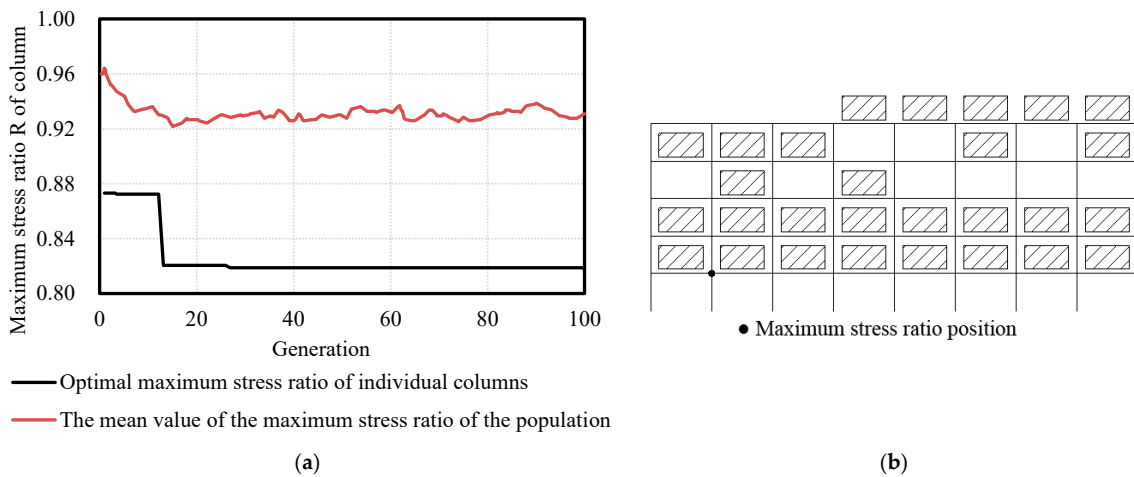 Maximum stress ratio R of column
1.00
0.96
0.92
0.88
0.84
0.80
0
20
40
60
80
100
Generation
Optimal maximum stress ratio of individual columns
The mean value of the maximum stress ratio of the population
(a)
● Maximum stress ratio position
(b)